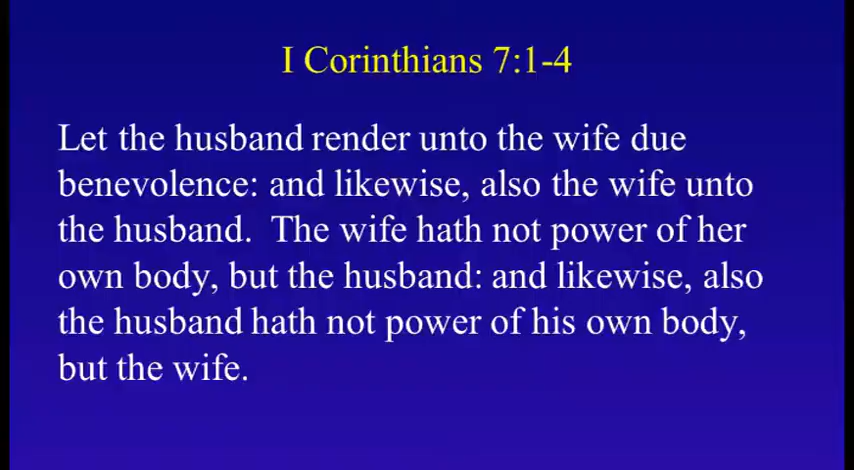 I Corinthians 7:1-4
Let the husband render unto the wife due
benevolence: and likewise, also the wife unto
the husband.  The wife hath not power of her
own body, but the husband: and likewise, also
the husband hath not power of his own body,
but the wife.